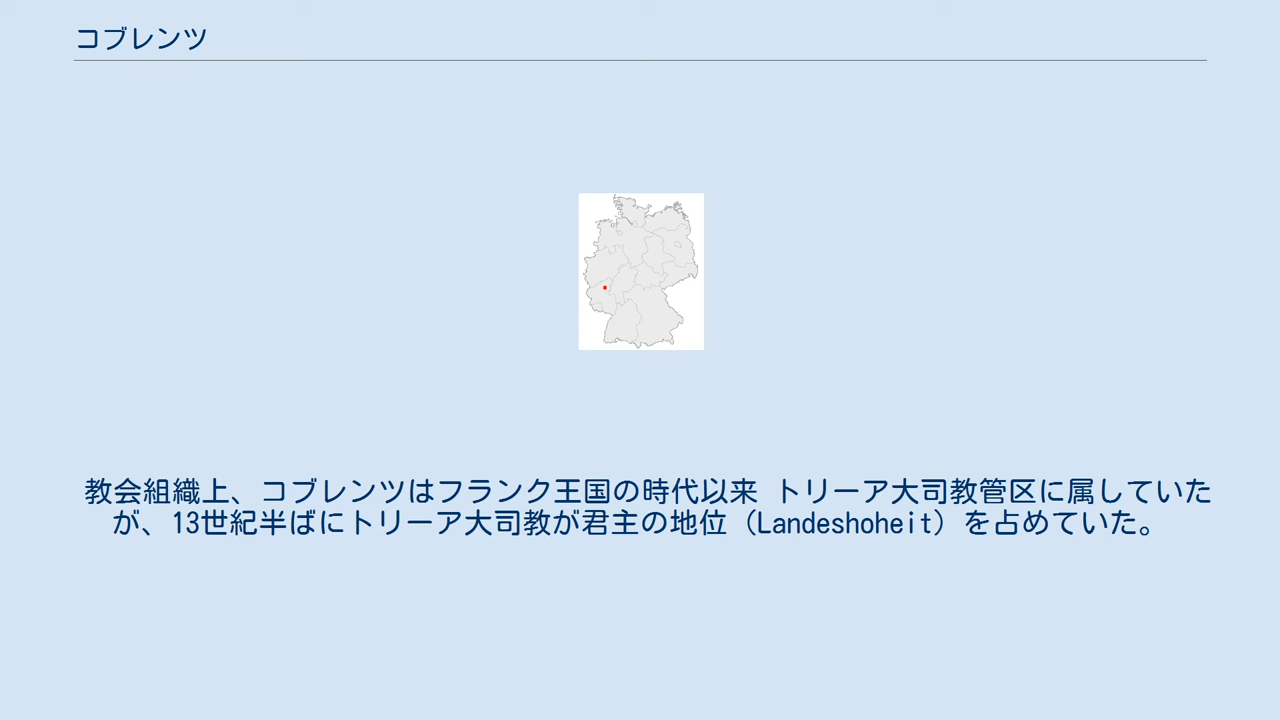 コブレンツ
教会組織上、コブレンツはフランク王国の時代以来 トリーア大司教管区に属していた
が、13世紀半ばにトリーア大司教が君主の地位（Landeshoheit）を占めていた。